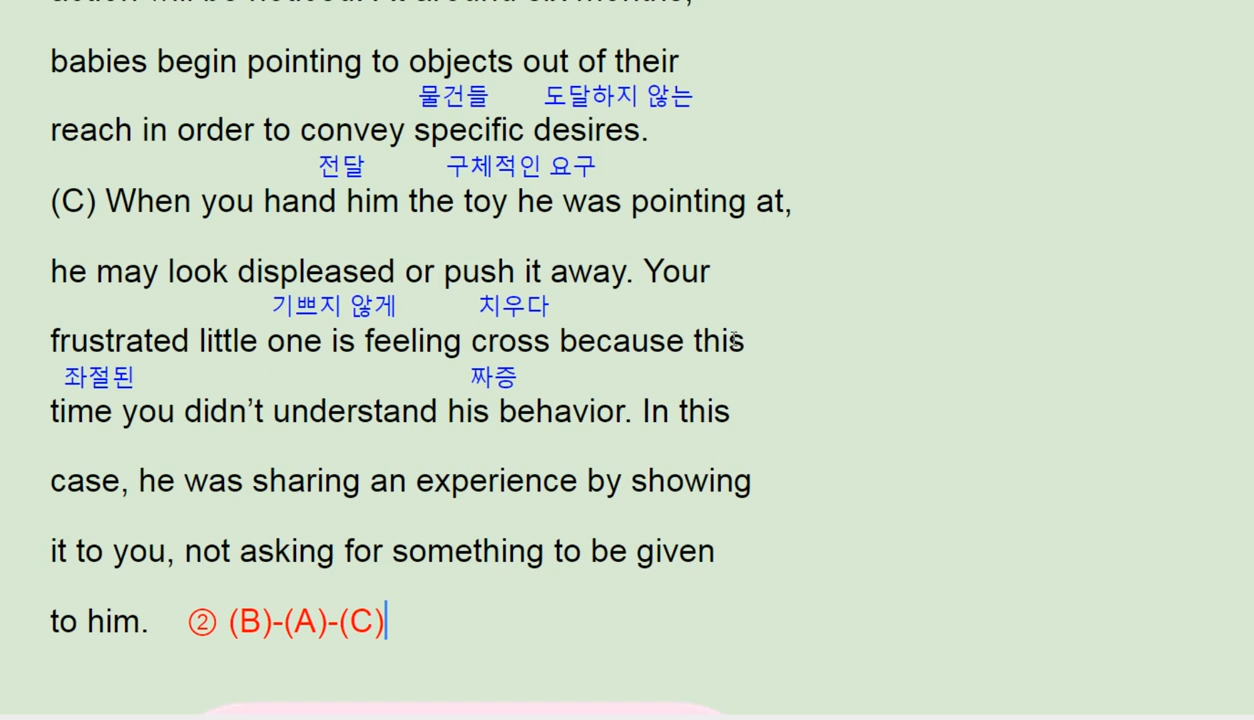 babies begin pointing to objects out of their
물건들 도달하지 않는
reach in order to convey specific desires.
전달 구체적인 요구
(C) When you hand him the toy he was pointing at,
he may look displeased or push it away. Your
기쁘지 않게 치우다
frustrated little one is feeling cross because this
좌절된 짜증
time you didn’t understand his behavior. In this
case, he was sharing an experience by showing
it to you, not asking for something to be given
to him. ② (B)-(A)-(C)